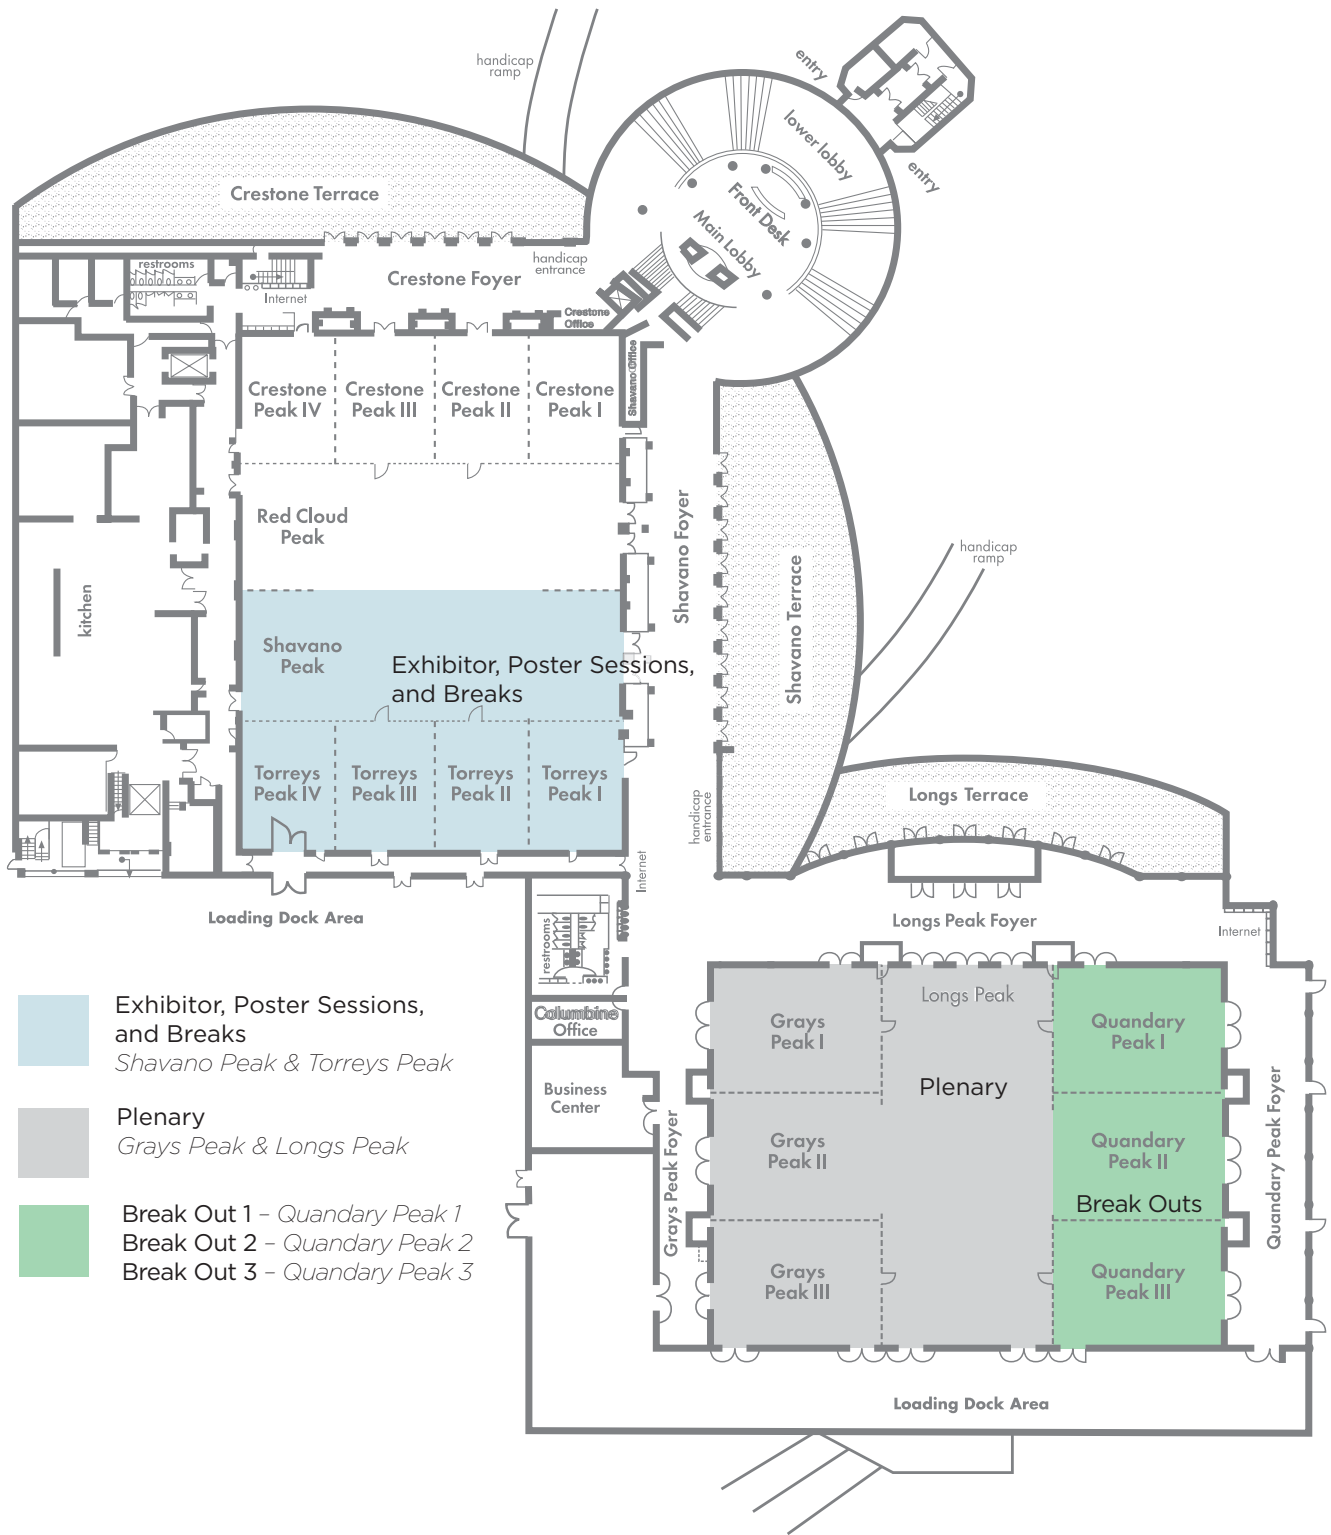 handicap
ramp
entry
lower lobby
entry
Front Desk
Main Lobby
Crestone Terrace
restrooms
Internet
Crestone Foyer
handicap
entrance
Crestone
Office
Shavano Office
Crestone
Peak IV
Crestone
Peak III
Crestone
Peak II
Crestone
Peak I
Red Cloud
Peak
Shavano Foyer
Shavano Terrace
handicap
ramp
kitchen
Shavano
Peak
Exhibitor, Poster Sessions,
and Breaks
Torreys
Peak IV
Torreys
Peak III
Torreys
Peak II
Torreys
Peak I
handicap
entrance
Longs Terrace
Internet
Loading Dock Area
restrooms
Longs Peak Foyer
Internet
Columbine
Office
Business
Center
Grays Peak Foyer
Longs Peak
Grays
Peak I
Quandary
Peak I
Plenary
Grays
Peak II
Quandary
Peak II
Break Outs
Grays
Peak III
Quandary
Peak III
Quandary Peak Foyer
Loading Dock Area
Exhibitor, Poster Sessions,
and Breaks
Shavano Peak & Torreys Peak
Plenary
Grays Peak & Longs Peak
Break Out 1 – Quandary Peak 1
Break Out 2 – Quandary Peak 2
Break Out 3 – Quandary Peak 3